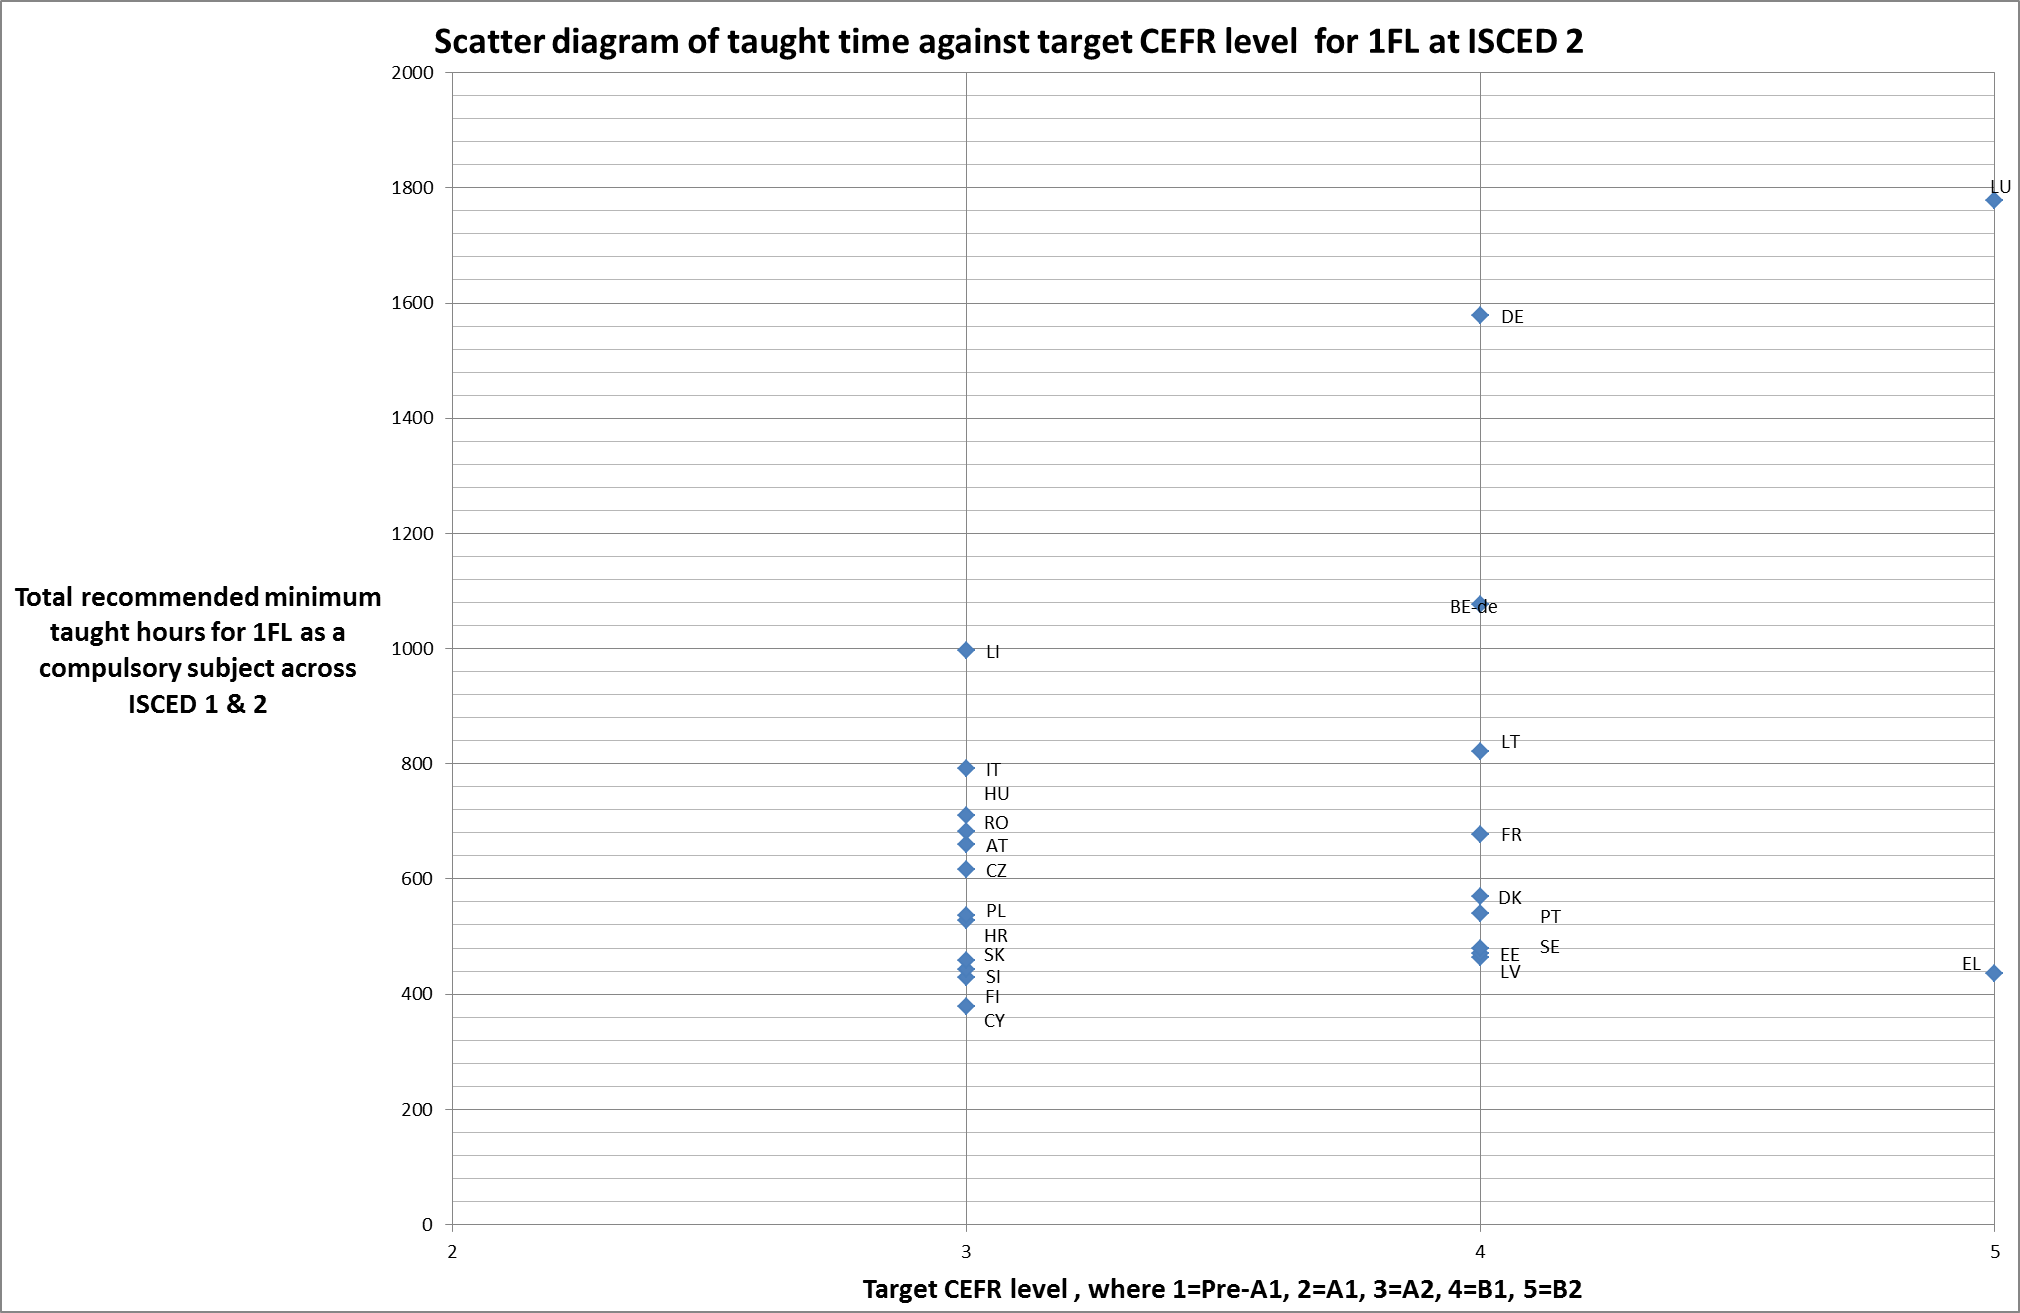 Scatter diagram of taught time against target CEFR level for 1FL at ISCED 2
2000
1800
LU
1600
DE
1400
1200
Total recommended minimum
taught hours for 1FL as a
compulsory subject across
ISCED 1 & 2
BE-de
1000
LI
LT
800
IT
HU
RO
FR
AT
600
CZ
DK
PL
PT
HR
SE
SK
EE
EL
LV
SI
400
FI
CY
200
0
2 3 4 5
Target CEFR level , where 1=Pre-A1, 2=A1, 3=A2, 4=B1, 5=B2